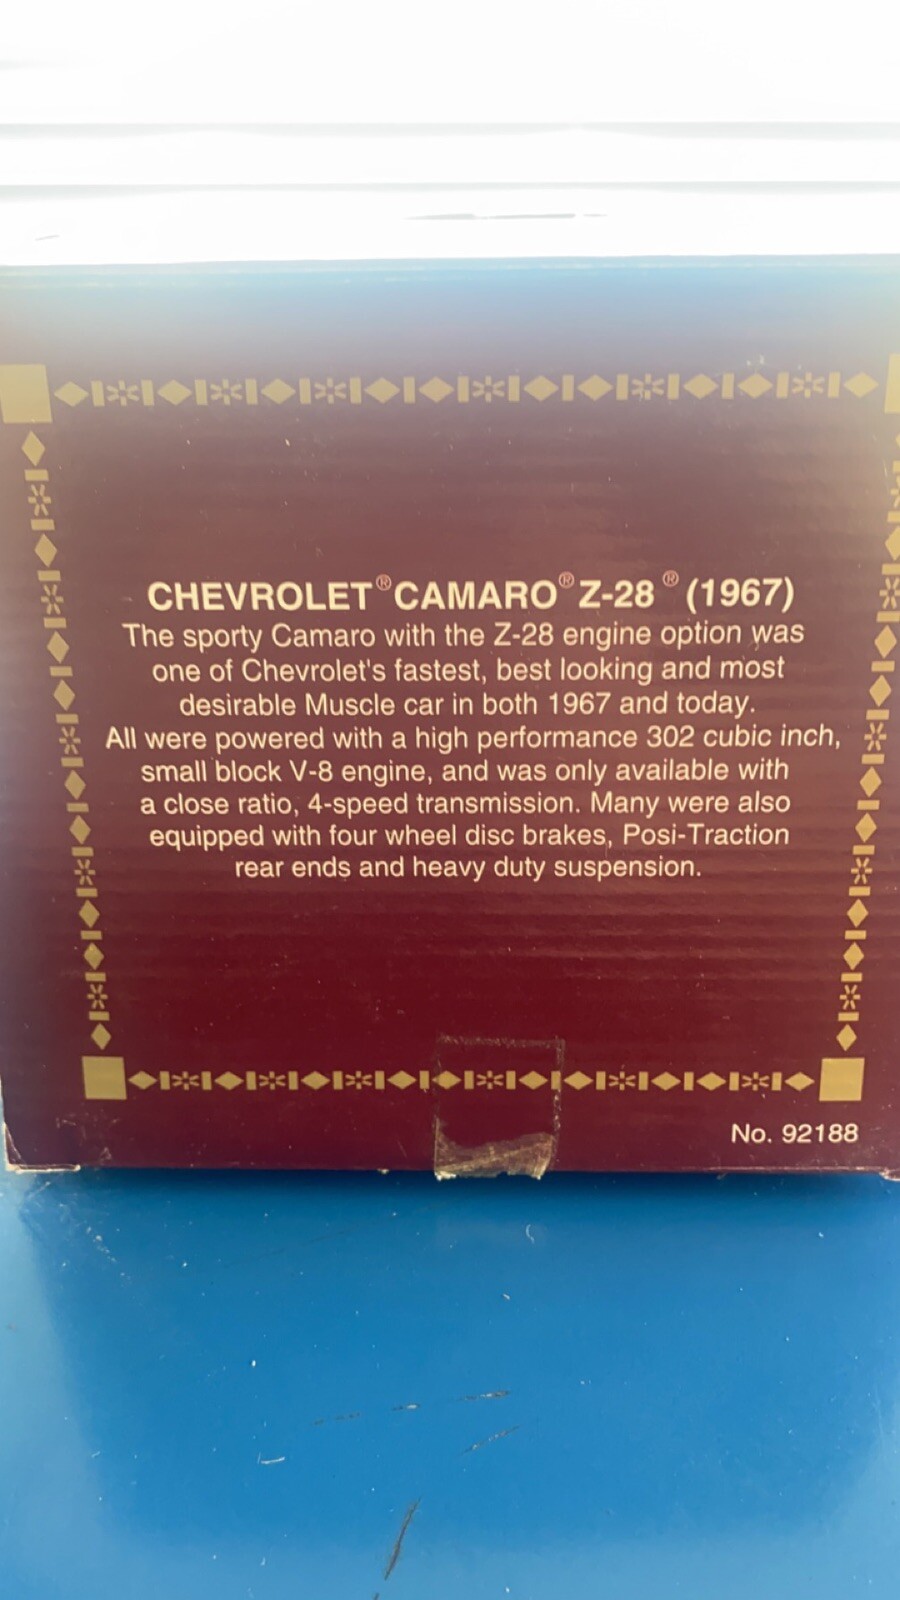 CHEVROLET® CAMARO® Z-28® (1967)
The sporty Camaro with the Z-28 engine option was
one of Chevrolet's fastest, best looking and most
desirable Muscle car in both 1967 and today.
All were powered with a high performance 302 cubic inch,
small block V-8 engine, and was only available with
a close ratio, 4-speed transmission. Many were also
equipped with four wheel disc brakes, Posi-Traction
rear ends and heavy duty suspension.
No. 92188